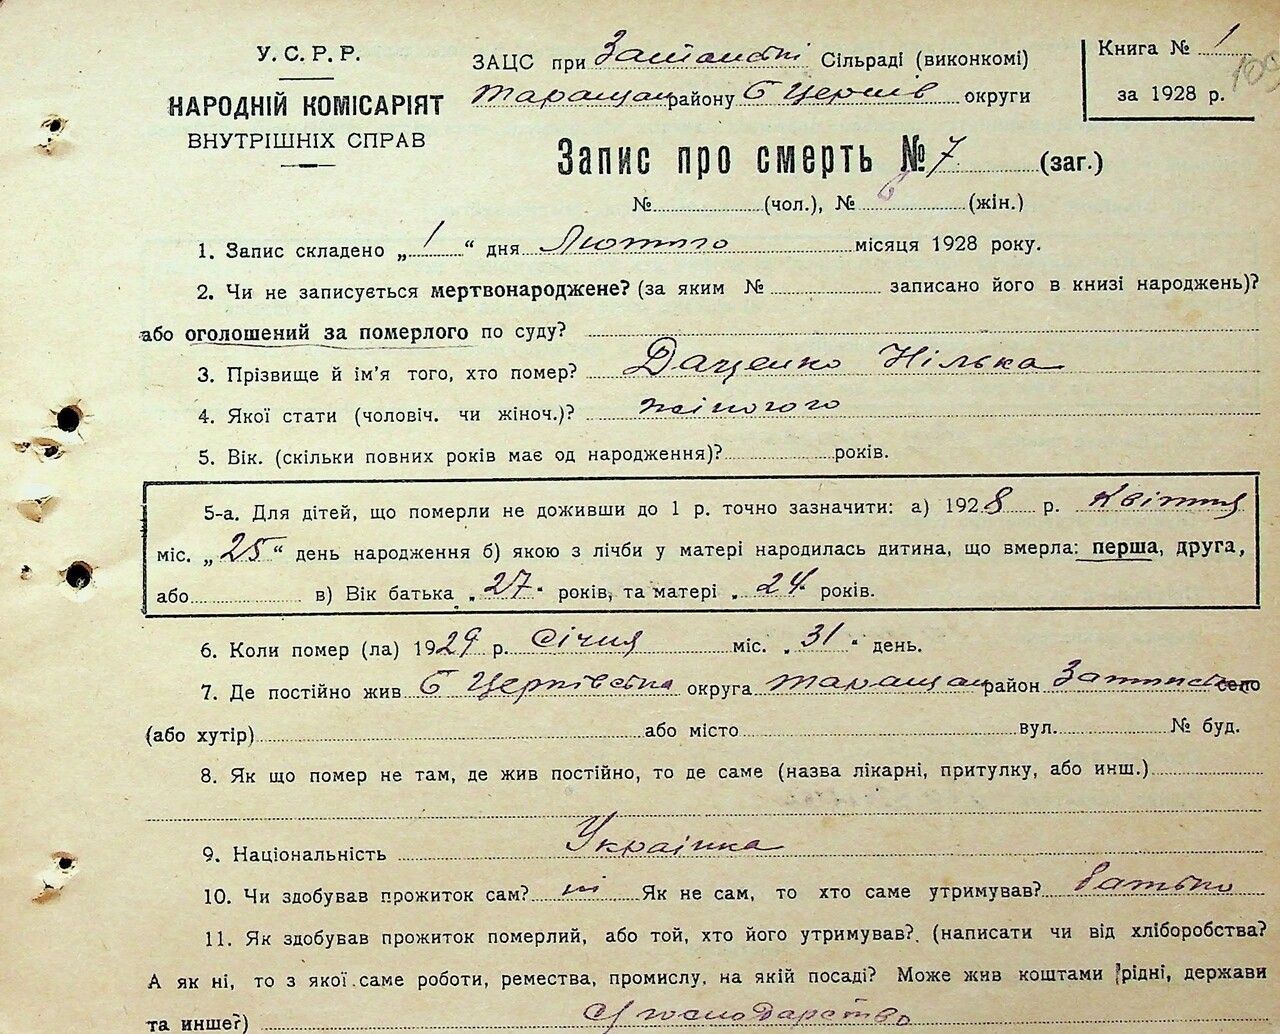 У.С.Р.Р.
НАРОДНІЙ КОМІСАРІЯТ
ВНУТРІШНІХ СПРАВ
ЗАЦС при Сільраді (виконкомі)
Таращан району Б Церків округи
Книга № 1
за 1928 р.
Запис про смерть № 7 (заг.)
№ (чол.), № 6 (жін.)
1. Запис складено „1“ дня Лютого місяця 1928 року.
2. Чи не записується мертвонароджене? (за яким № записано його в книзі народжень)?
або оголошений за померлого по суду?
3. Прізвище й ім'я того, хто помер? Даценко Нілька
4. Якої стати (чоловіч. чи жіноч.)? жіночого
5. Вік. (скільки повних років має од народження)? років.
5-а. Для дітей, що померли не доживши до 1 р. точно зазначити: а) 1928 р. Квітня
міс. „25“ день народження б) якою з лічби у матері народилась дитина, що вмерла: перша, друга,
або в) Вік батька „27“ років, та матері „24“ років.
6. Коли помер (ла) 1929 р. Січня міс. „31“ день.
7. Де постійно жив Б Церківська округа Таращан район село
(або хутір) або місто вул. № буд.
8. Як що помер не там, де жив постійно, то де саме (назва лікарні, притулку, або инш.)
9. Національність Українка
10. Чи здобував прожиток сам? ні Як не сам, то хто саме утримував? батько
11. Як здобував прожиток померлий, або той, хто його утримував? (написати чи від хліборобства?
А як ні, то з якої саме роботи, ремества, промислу, на якій посаді? Може жив коштами рідні, держави
та инше?) С/господарство